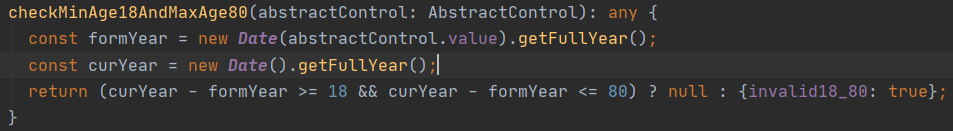 checkMinAge18AndMaxAge80(abstractControl: AbstractControl): any {
const formYear = new Date(abstractControl.value).getFullYear();
const curYear = new Date().getFullYear();
return (curYear - formYear >= 18 && curYear - formYear <= 80) ? null : {invalid18_80: true};
}